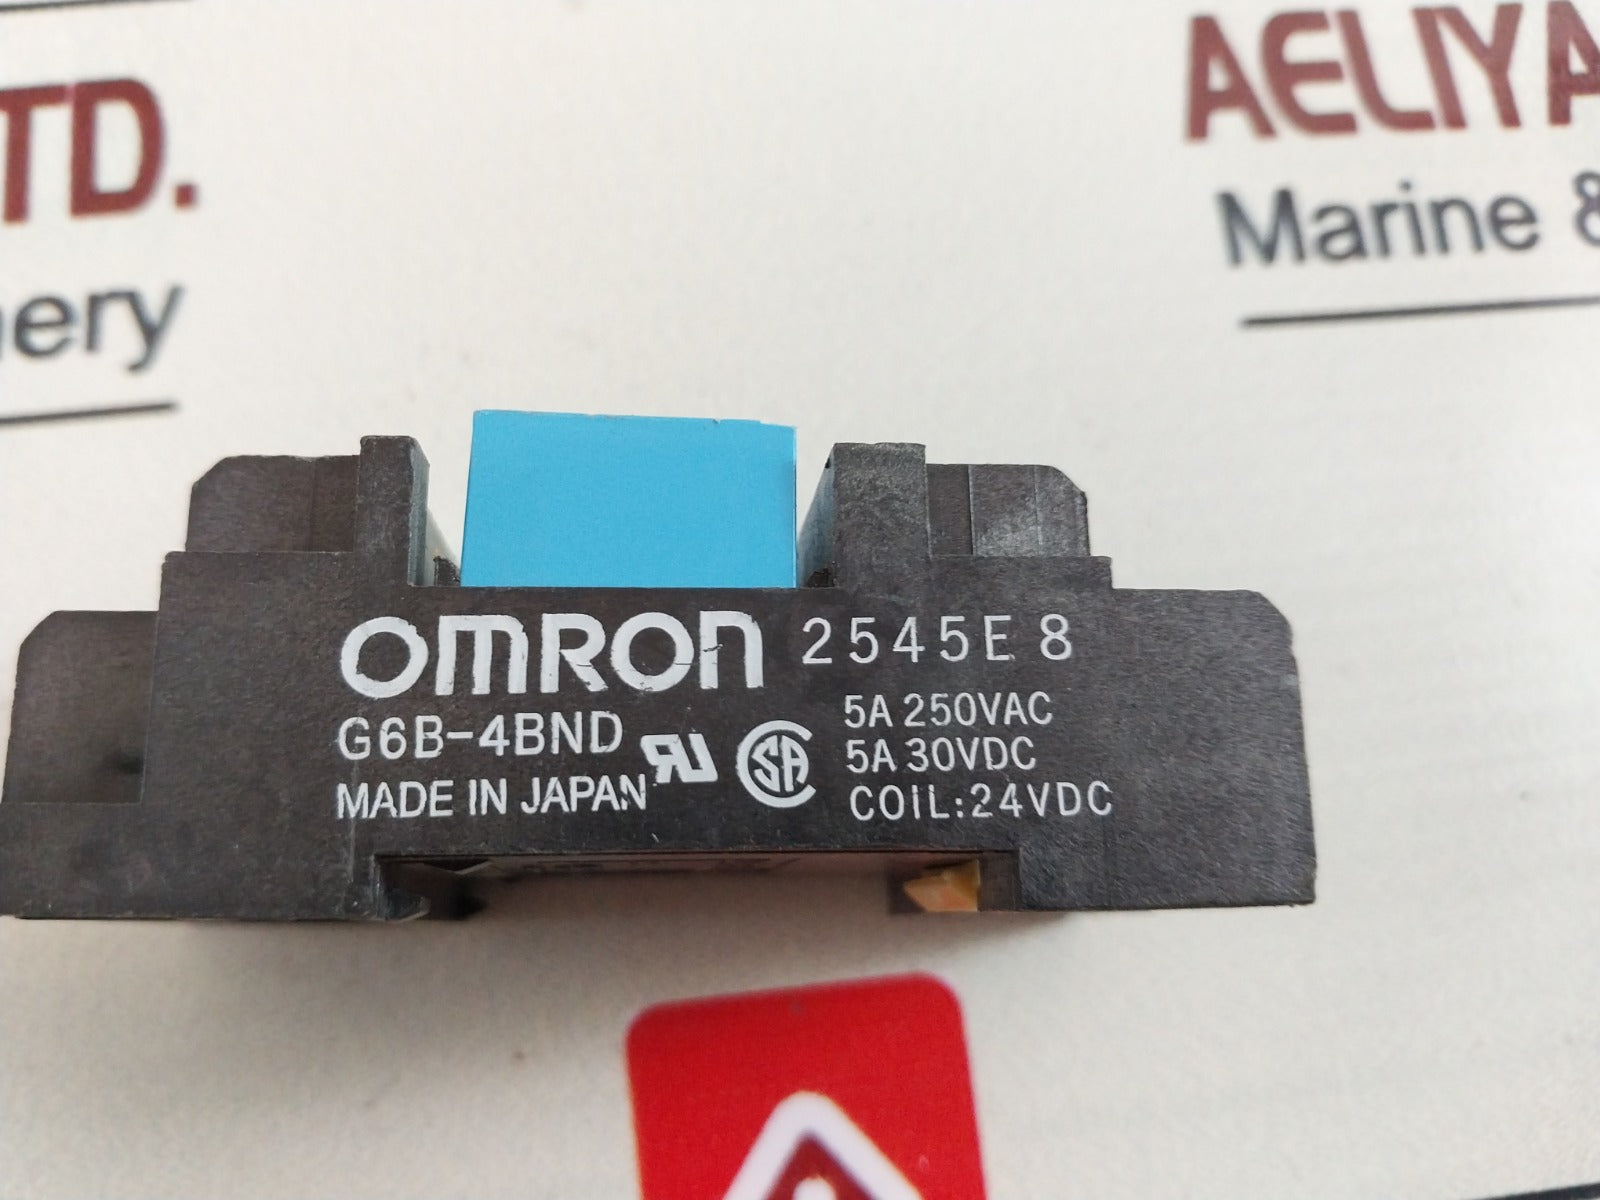 TD.
AELIYA
nery
Marine &
OMRON 2545E 8
G6B-4BND
5A 250VAC
5A 30VDC
MADE IN JAPAN
COIL:24VDC